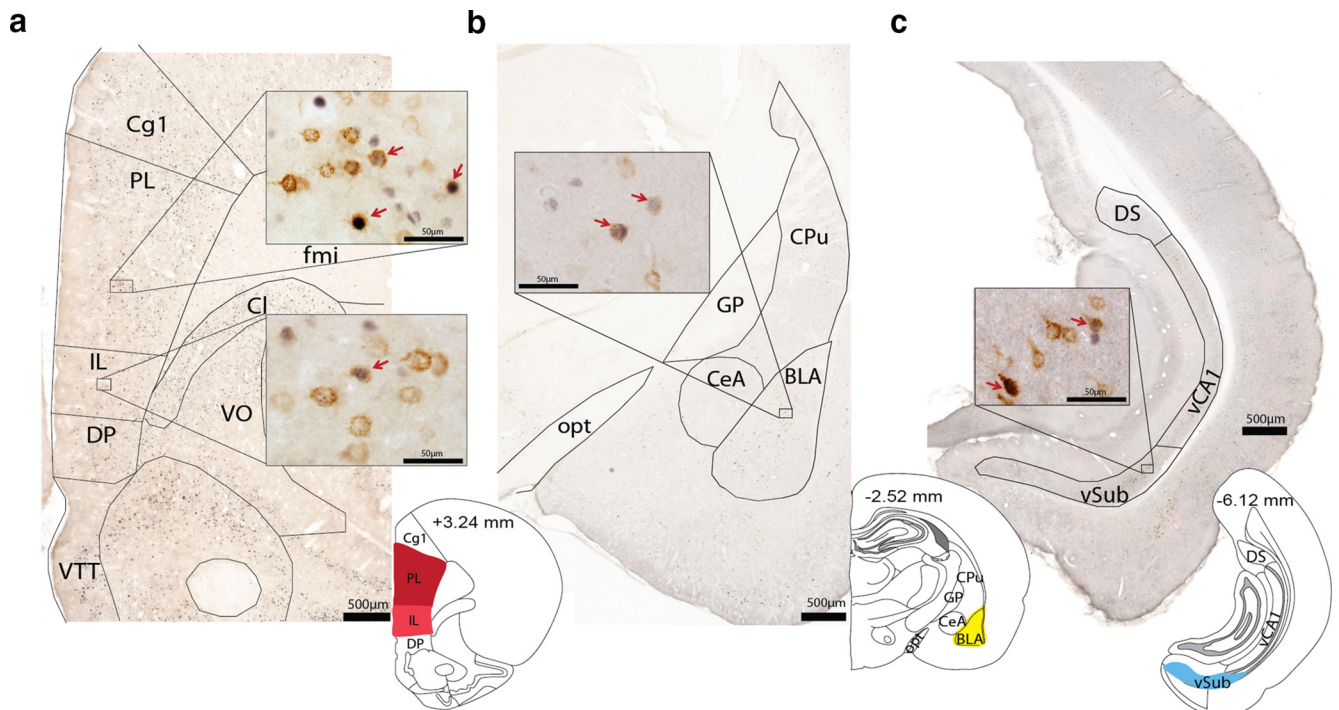 a
Cg1
PL
50µm
fmi
Cl
IL
VO
DP
50µm
VTT
500µm
+3.24 mm
Cg1
PL
IL
DP
b
50µm
CPu
GP
CeA
BLA
opt
500µm
-2.52 mm
CPu
GP
CeA
BLA
opt
c
DS
50µm
vCA1
500µm
vSub
-6.12 mm
DS
vCA1
vSub